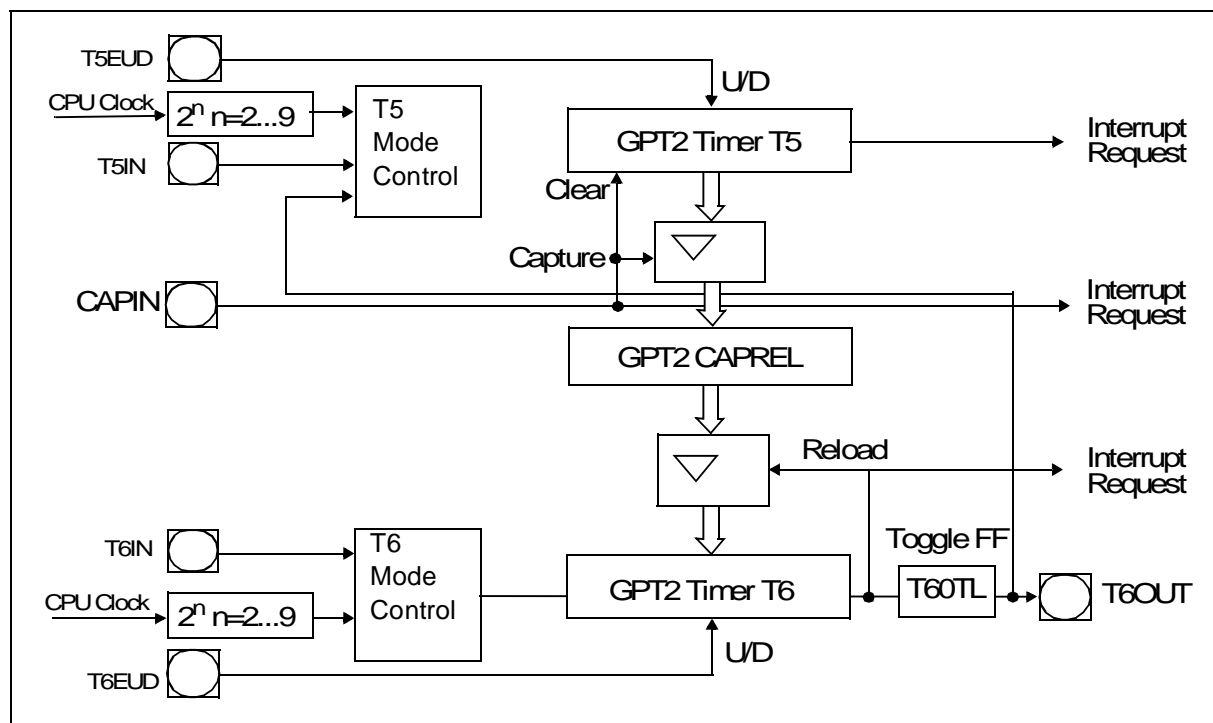 T5EUD
U/D
CPU Clock
2ⁿ n=2...9
T5
Mode
Control
GPT2 Timer T5
Interrupt
Request
T5IN
Clear
Capture
CAPIN
Interrupt
Request
GPT2 CAPREL
Reload
Interrupt
Request
T6IN
T6
Mode
Control
Toggle FF
GPT2 Timer T6
T60TL
T6OUT
CPU Clock
2ⁿ n=2...9
U/D
T6EUD